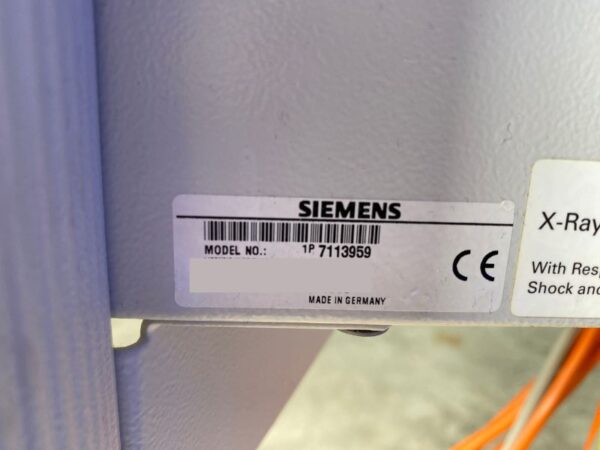 SIEMENS
MODEL NO.: 1P 7113959
CE
MADE IN GERMANY
X-Ray
With Res
Shock and